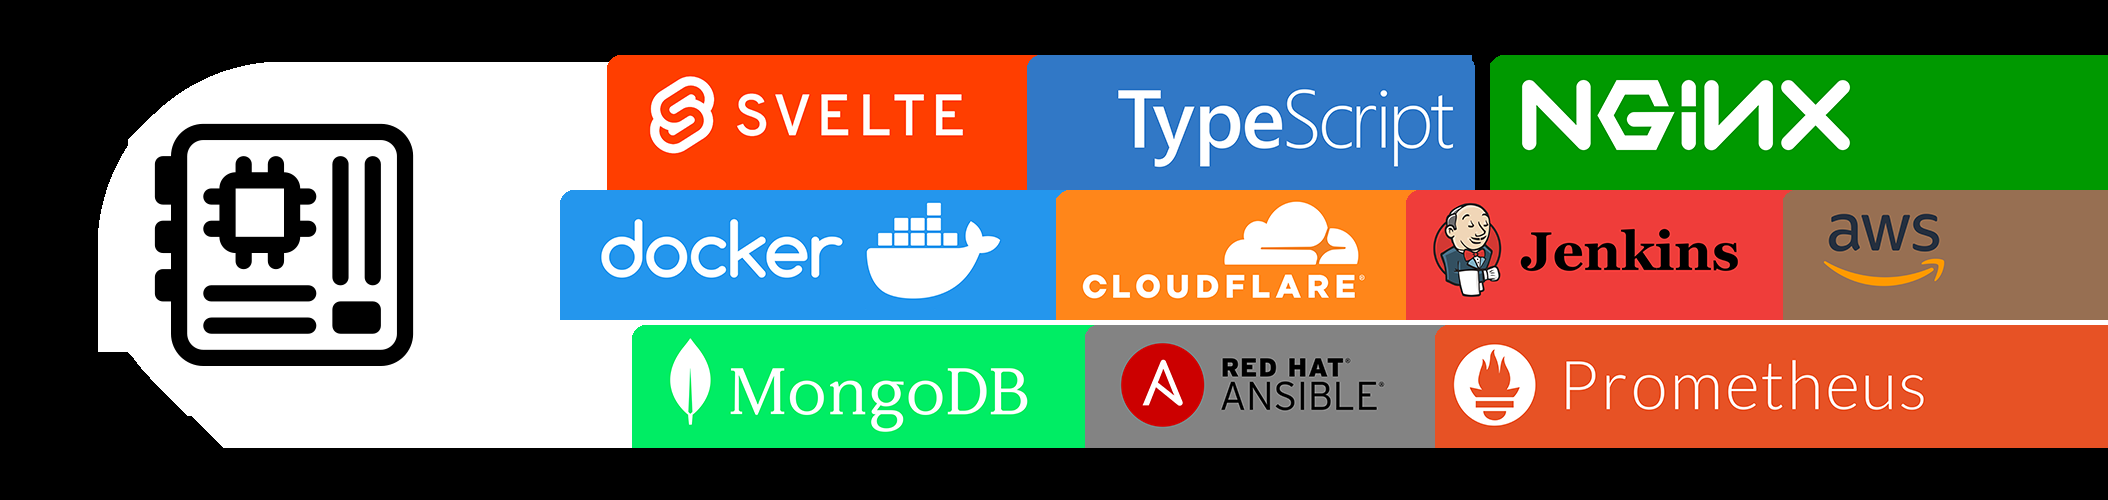 SVELTE
TypeScript
NGINX
docker
CLOUDFLARE®
Jenkins
aws
MongoDB
RED HAT®
ANSIBLE®
Prometheus